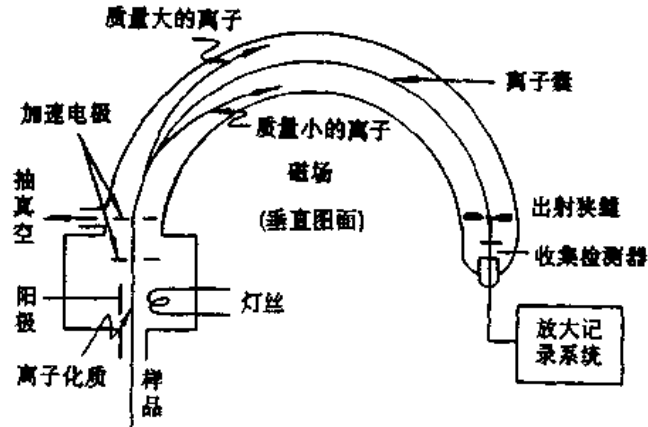 质量大的离子
离子囊
加速电极
质量小的离子
磁场
(垂直图面)
抽真空
出射狭缝
收集检测器
阳极
灯丝
放大记
录系统
离子化质
样品